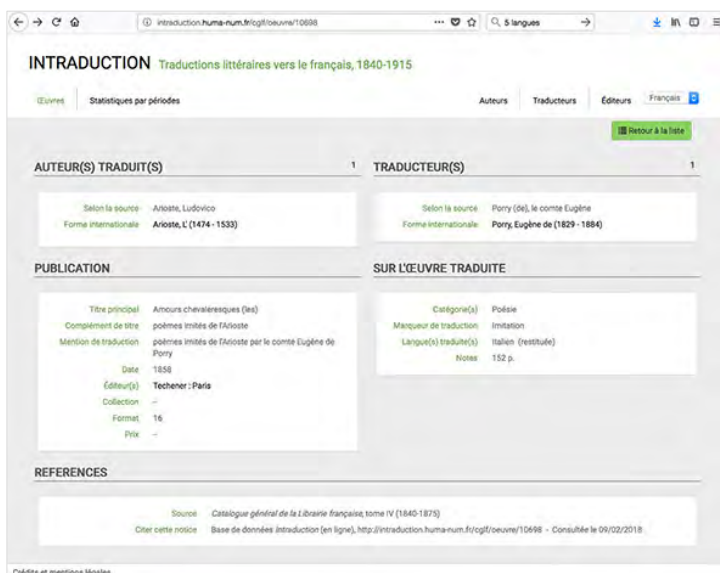 intraduction.huma-num.fr/cglf/oeuvre/10698
5 langues
INTRADUCTION Traductions littéraires vers le français, 1840-1915
Œuvres Statistiques par périodes Auteurs Traducteurs Éditeurs Français
Retour à la liste
AUTEUR(S) TRADUIT(S) 1
Selon la source Arioste, Ludovico
Forme internationale Arioste, L' (1474 - 1533)
TRADUCTEUR(S) 1
Selon la source Porry (de), le comte Eugène
Forme internationale Porry, Eugène de (1829 - 1884)
PUBLICATION
Titre principal Amours chevaleresques (les)
Complément de titre poèmes imités de l'Arioste
Mention de traduction poèmes imités de l'Arioste par le comte Eugène de
Porry
Date 1858
Éditeur(s) Techener : Paris
Collection -
Format 16
Prix -
SUR L'ŒUVRE TRADUITE
Catégorie(s) Poésie
Marqueur de traduction Imitation
Langue(s) traduite(s) Italien (restituée)
Notes 152 p.
REFERENCES
Source Catalogue général de la Librairie française, tome IV (1840-1875)
Citer cette notice Base de données Intraduction (en ligne), http://intraduction.huma-num.fr/cglf/oeuvre/10698 - Consultée le 09/02/2018
Crédits et mentions légales